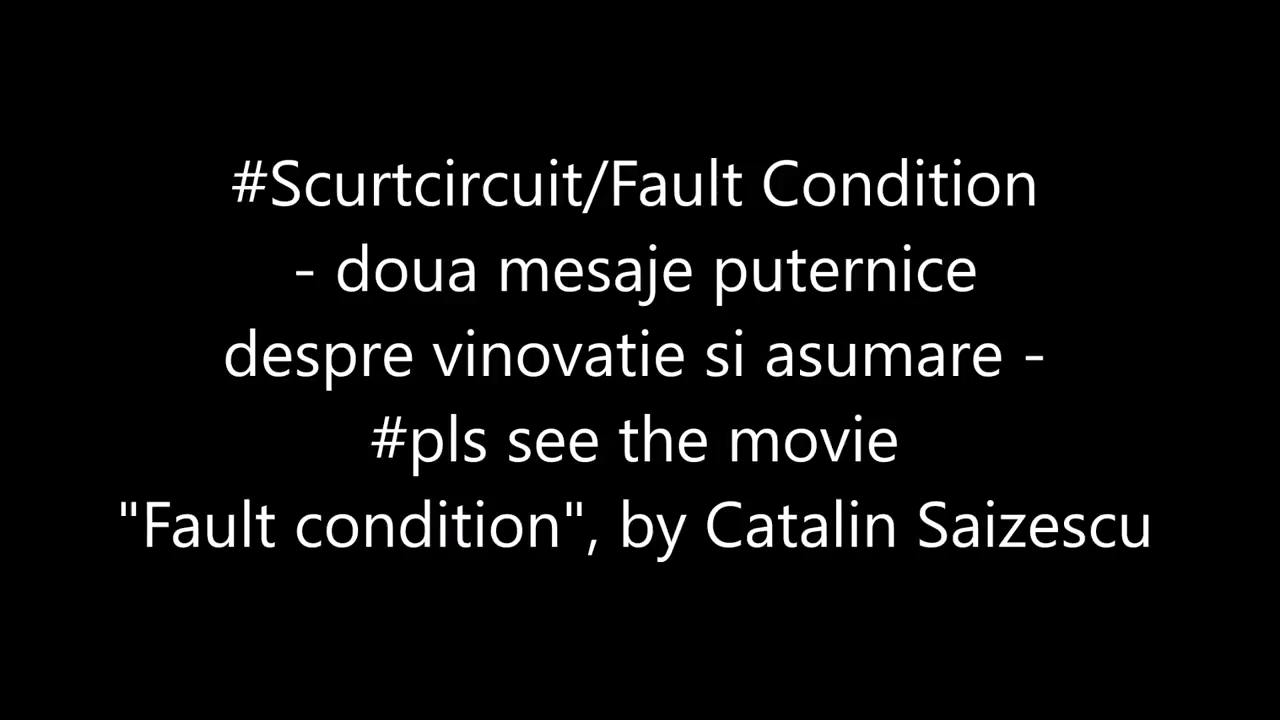 #Scurtcircuit/Fault Condition
- doua mesaje puternice
despre vinovatie si asumare -
#pls see the movie
"Fault condition", by Catalin Saizescu